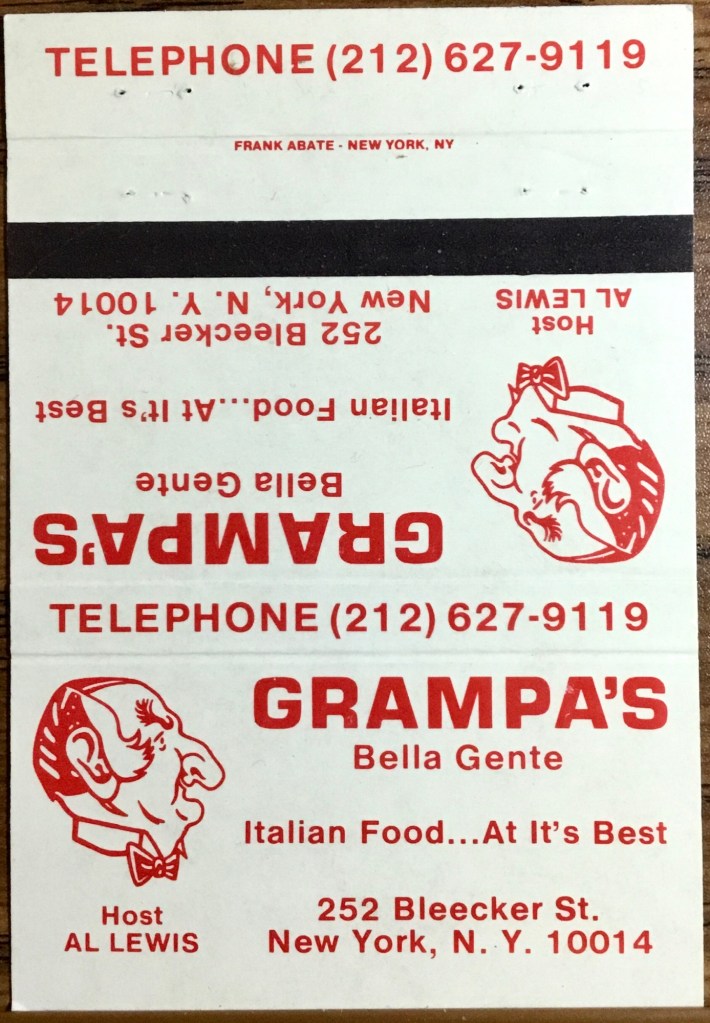 TELEPHONE (212) 627-9119
FRANK ABATE - NEW YORK, NY
GRAMPA'S
Bella Gente
Italian Food...At It's Best
252 Bleecker St.
New York, N. Y. 10014
Host
AL LEWIS
TELEPHONE (212) 627-9119
GRAMPA'S
Bella Gente
Italian Food...At It's Best
252 Bleecker St.
New York, N. Y. 10014
Host
AL LEWIS